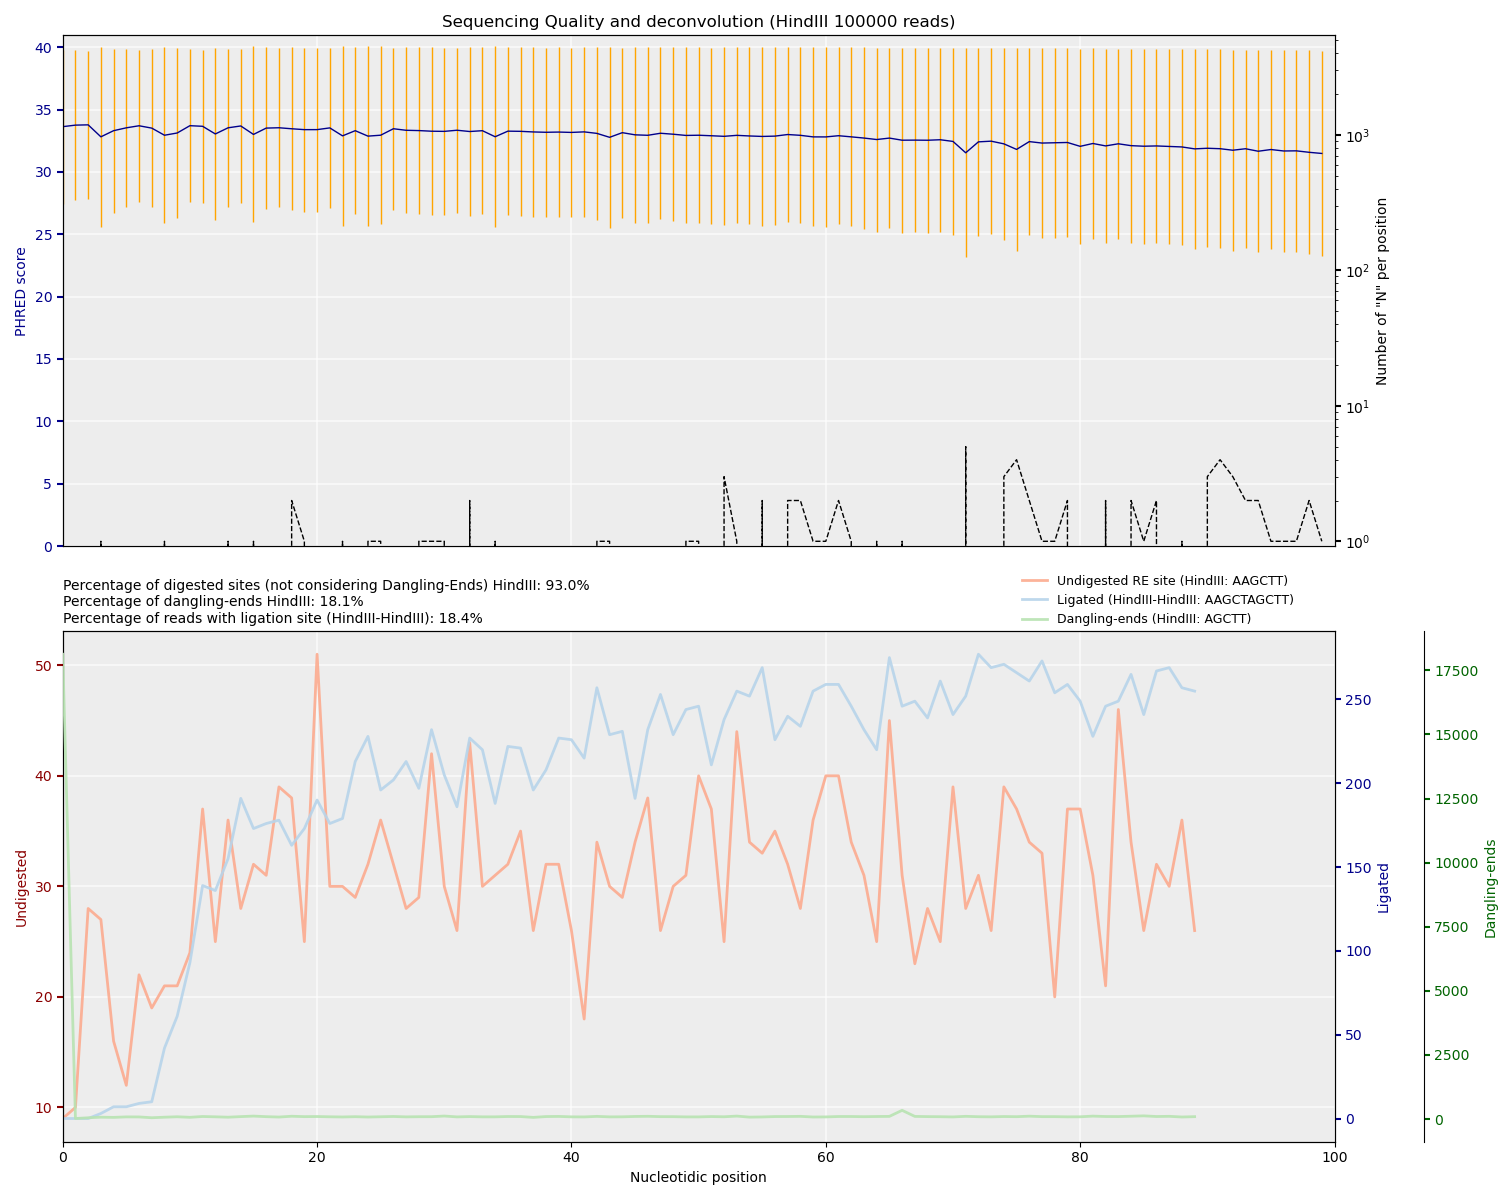 Sequencing Quality and deconvolution (HindIII 100000 reads)
40
35
30
25
20
15
10
5
0
PHRED score
10³
10²
10¹
10⁰
Number of "N" per position
Percentage of digested sites (not considering Dangling-Ends) HindIII: 93.0%
Percentage of dangling-ends HindIII: 18.1%
Percentage of reads with ligation site (HindIII-HindIII): 18.4%
Undigested RE site (HindIII: AAGCTT)
Ligated (HindIII-HindIII: AAGCTAGCTT)
Dangling-ends (HindIII: AGCTT)
50
40
30
20
10
Undigested
250
200
150
100
50
0
Ligated
17500
15000
12500
10000
7500
5000
2500
0
Dangling-ends
0 20 40 60 80 100
Nucleotidic position